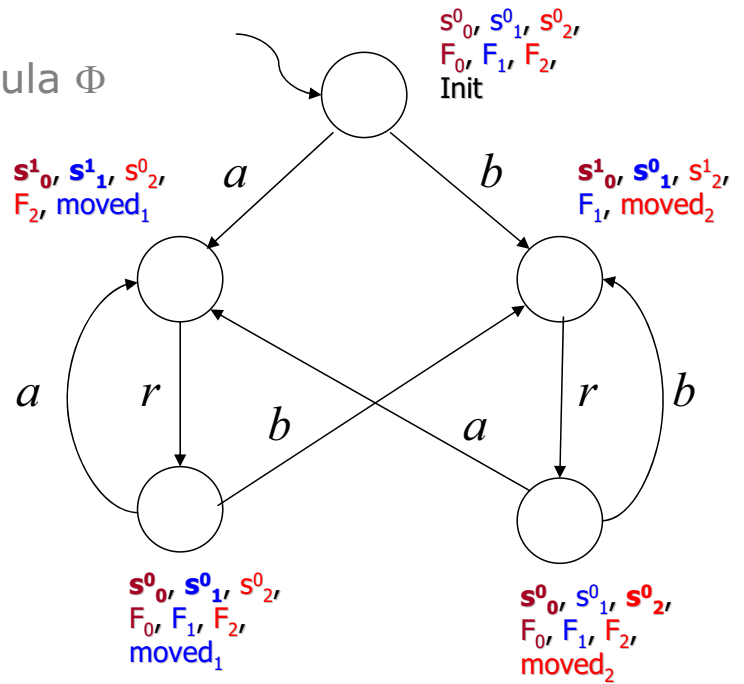 s⁰₀, s⁰₁, s⁰₂,
F₀, F₁, F₂,
Init
ula Φ
s¹₀, s¹₁, s⁰₂,
F₂, moved₁
a
b
s¹₀, s⁰₁, s¹₂,
F₁, moved₂
a
r
b
a
r
b
s⁰₀, s⁰₁, s⁰₂,
F₀, F₁, F₂,
moved₁
s⁰₀, s⁰₁, s⁰₂,
F₀, F₁, F₂,
moved₂